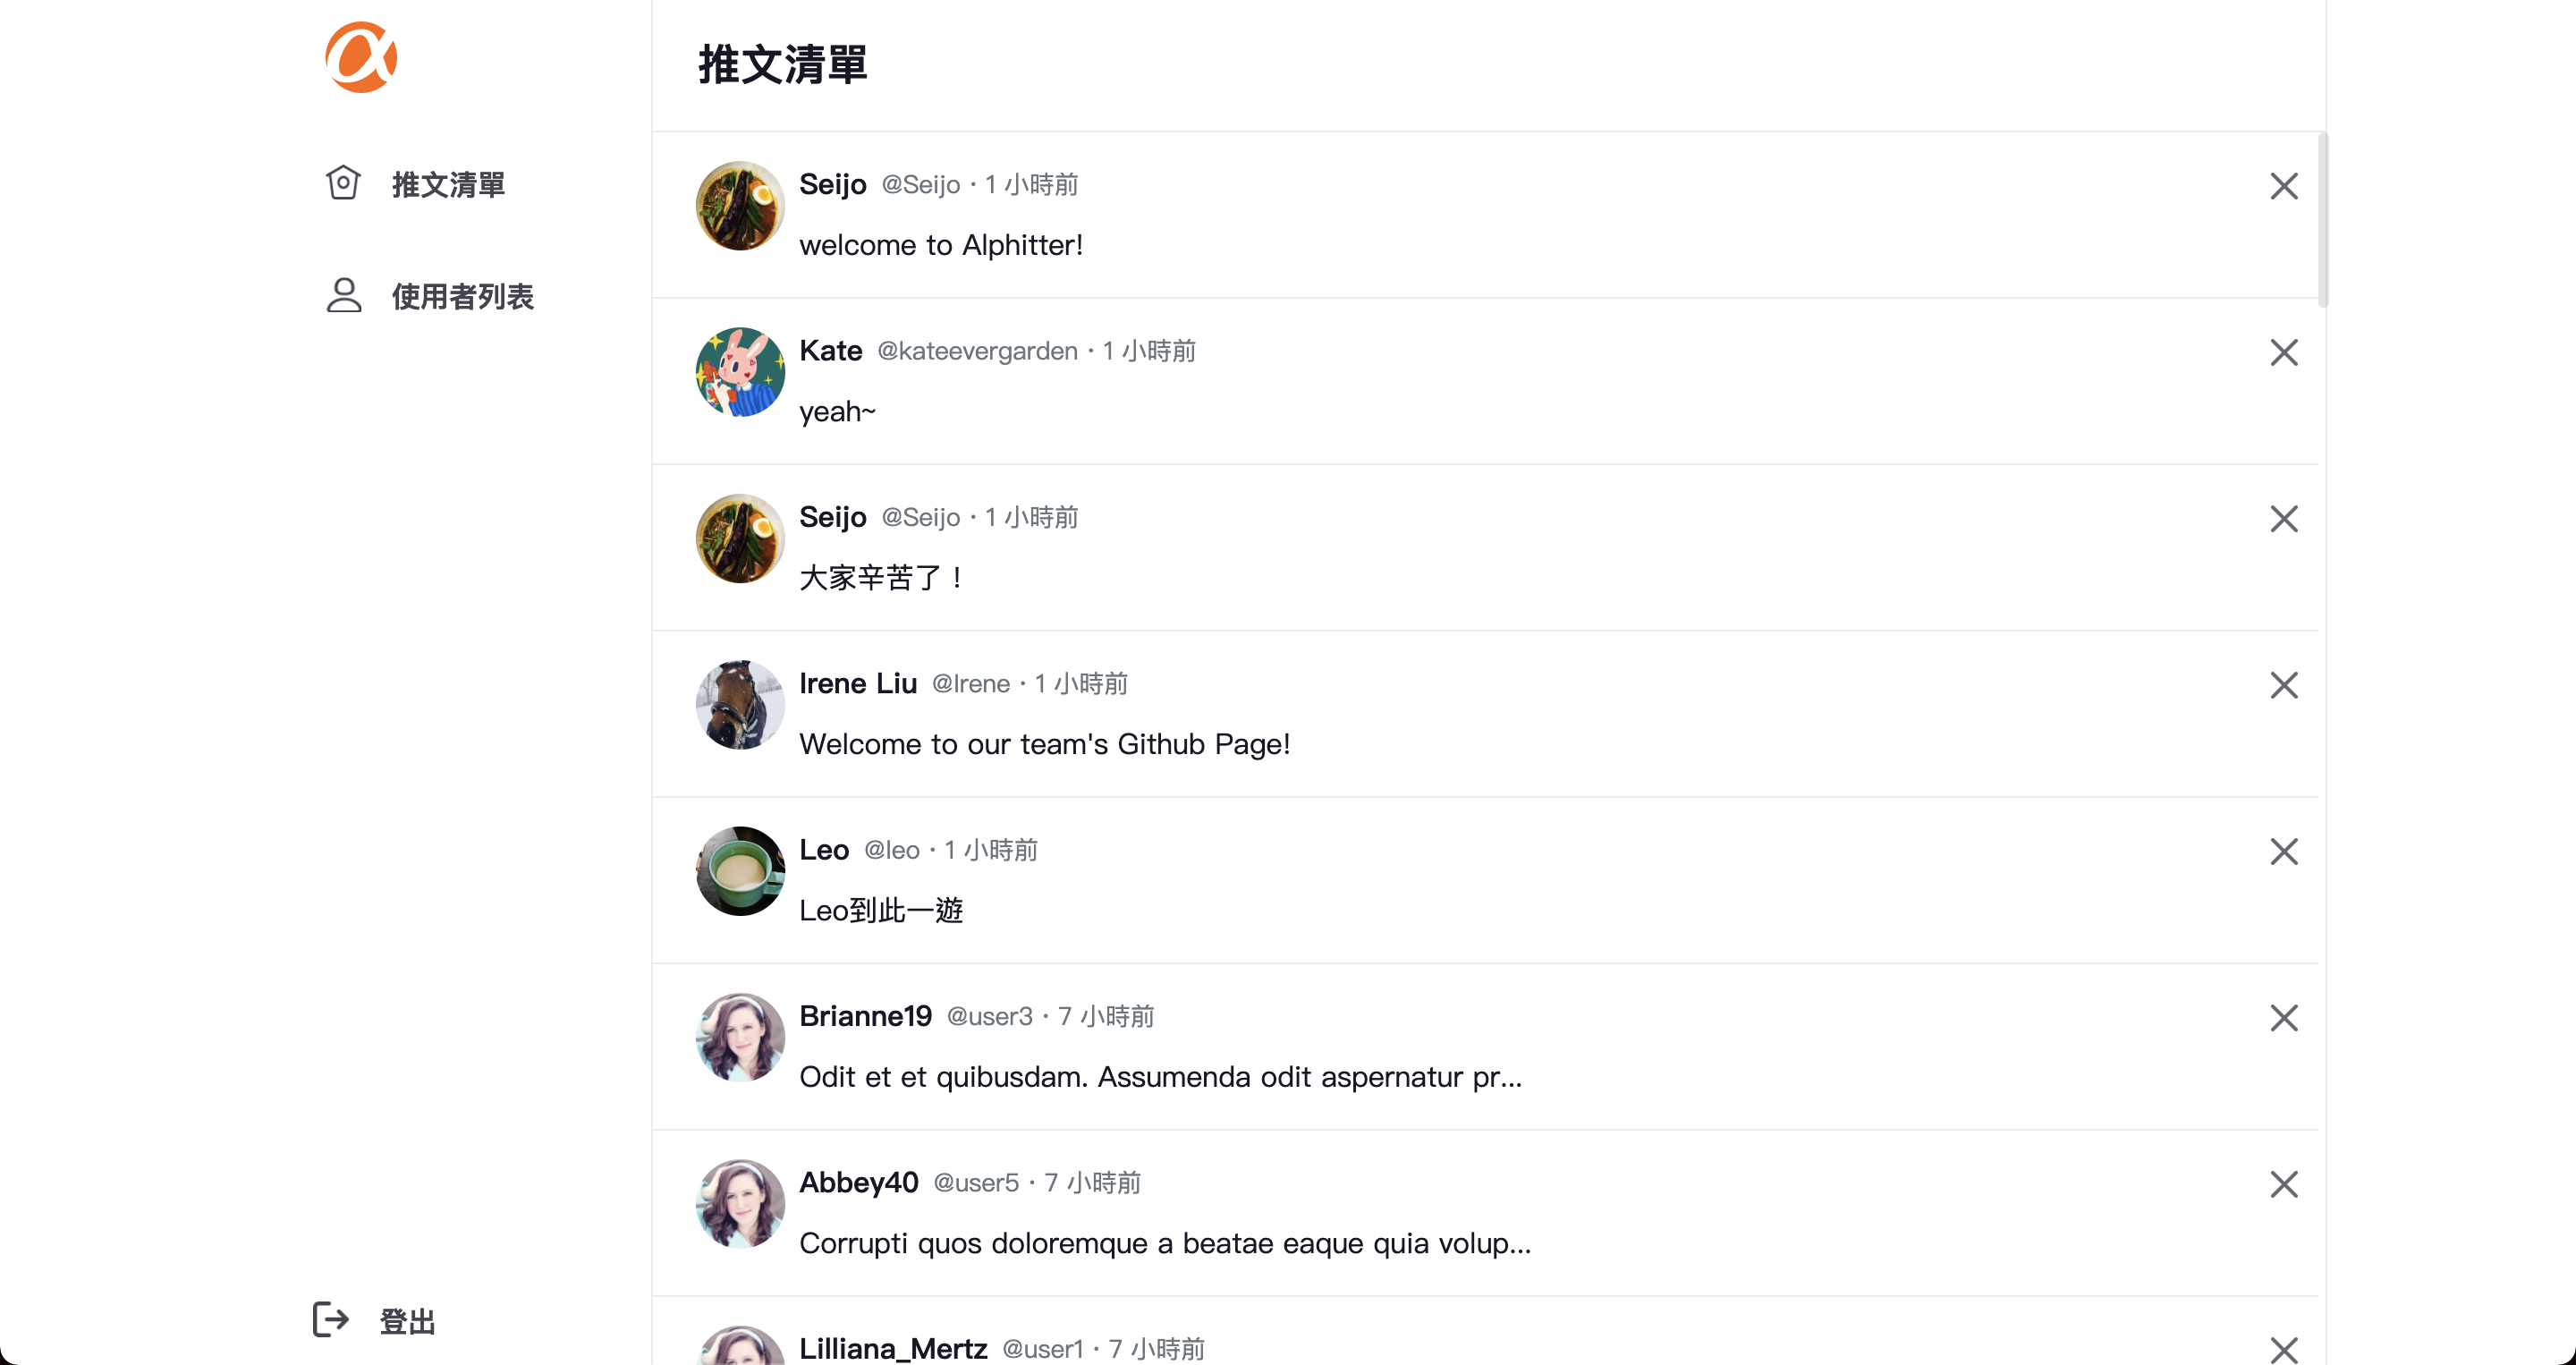 推文清單
使用者列表
登出
推文清單
Seijo @Seijo · 1 小時前
welcome to Alphitter!
Kate @kateevergarden · 1 小時前
yeah~
Seijo @Seijo · 1 小時前
大家辛苦了！
Irene Liu @Irene · 1 小時前
Welcome to our team's Github Page!
Leo @leo · 1 小時前
Leo到此一遊
Brianne19 @user3 · 7 小時前
Odit et et quibusdam. Assumenda odit aspernatur pr...
Abbey40 @user5 · 7 小時前
Corrupti quos doloremque a beatae eaque quia volup...
Lilliana_Mertz @user1 · 7 小時前